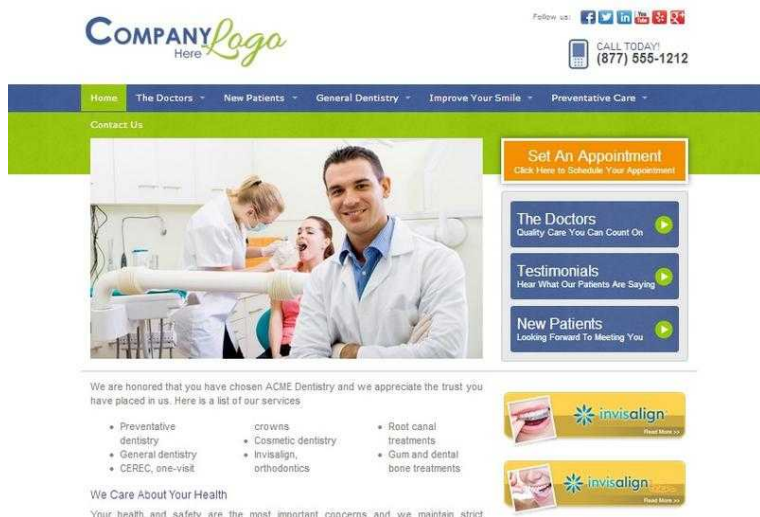 COMPANY Logo
Here
Follow us:
You
Tube
CALL TODAY!
(877) 555-1212
Home The Doctors New Patients General Dentistry Improve Your Smile Preventative Care
Contact Us
Set An Appointment
Click Here to Schedule Your Appointment
The Doctors
Quality Care You Can Count On
Testimonials
Hear What Our Patients Are Saying
New Patients
Looking Forward To Meeting You
We are honored that you have chosen ACME Dentistry and we appreciate the trust you
have placed in us. Here is a list of our services
• Preventative
dentistry
• General dentistry
• CEREC, one-visit
crowns
• Cosmetic dentistry
• Invisalign,
orthodontics
• Root canal
treatments
• Gum and dental
bone treatments
We Care About Your Health
Your health and safety are the most important concerns and we maintain strict
invisalign
Read More >>
invisalign
Read More >>